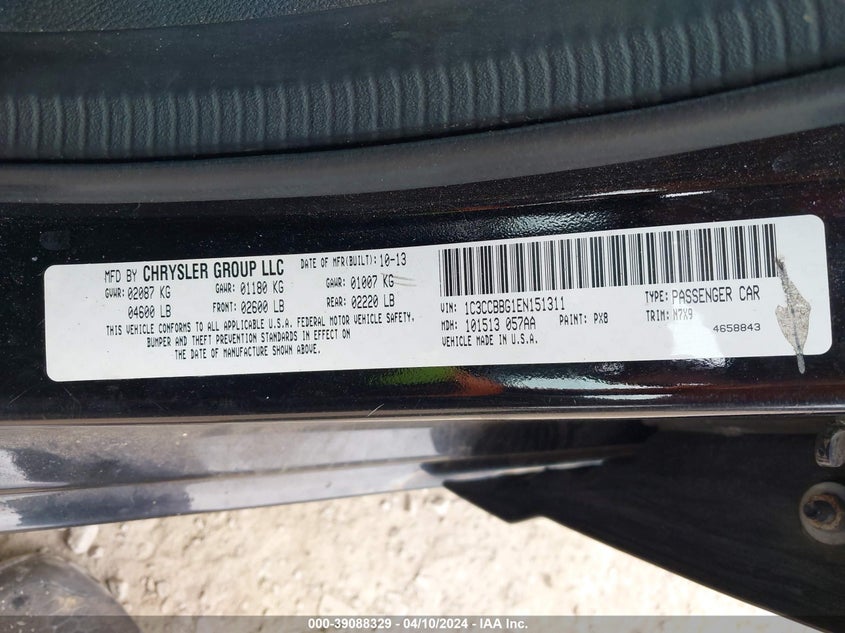 MFD BY CHRYSLER GROUP LLC DATE OF MFR(BUILT): 10-13
GVWR: 02087 KG GAWR: 01180 KG GAWR: 01007 KG
04600 LB FRONT: 02600 LB REAR: 02220 LB
THIS VEHICLE CONFORMS TO ALL APPLICABLE U.S.A. FEDERAL MOTOR VEHICLE SAFETY,
BUMPER AND THEFT PREVENTION STANDARDS IN EFFECT ON
THE DATE OF MANUFACTURE SHOWN ABOVE.
VIN: 1C3CCBBG1EN151311 TYPE: PASSENGER CAR
MDH: 101513 057AA PAINT: PX8 TRIM: M7X9
VEHICLE MADE IN U.S.A. 4658843
000-39088329 - 04/10/2024 - IAA Inc.